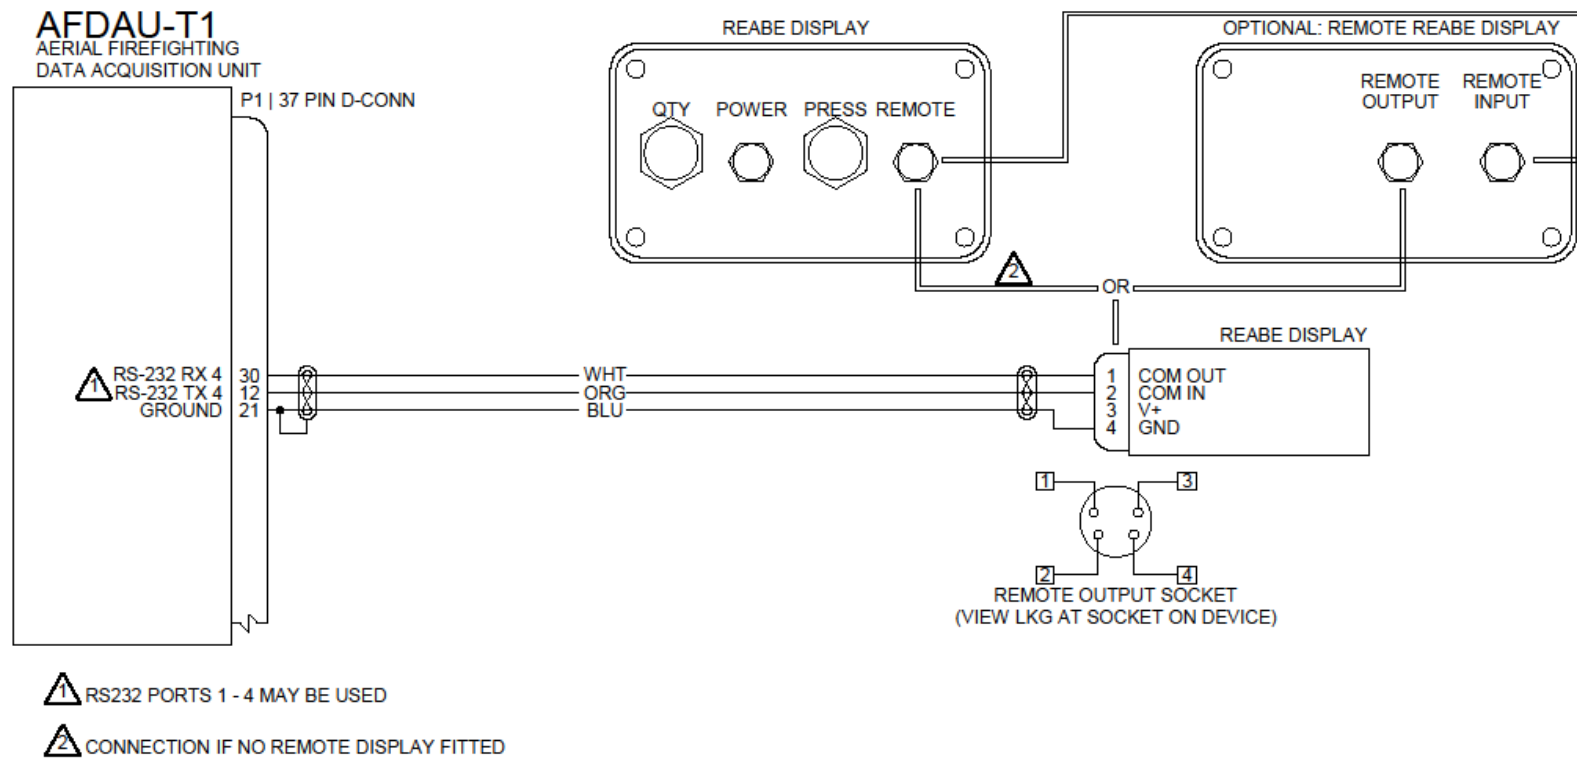 AFDAU-T1
AERIAL FIREFIGHTING
DATA ACQUISITION UNIT
P1 | 37 PIN D-CONN
REABE DISPLAY
QTY POWER PRESS REMOTE
OPTIONAL: REMOTE REABE DISPLAY
REMOTE
OUTPUT
REMOTE
INPUT
2
OR
REABE DISPLAY
1
RS-232 RX 4 30 WHT 1 COM OUT
RS-232 TX 4 12 ORG 2 COM IN
GROUND 21 BLU 3 V+
4 GND
1 3
2 4
REMOTE OUTPUT SOCKET
(VIEW LKG AT SOCKET ON DEVICE)
1 RS232 PORTS 1 - 4 MAY BE USED
2 CONNECTION IF NO REMOTE DISPLAY FITTED